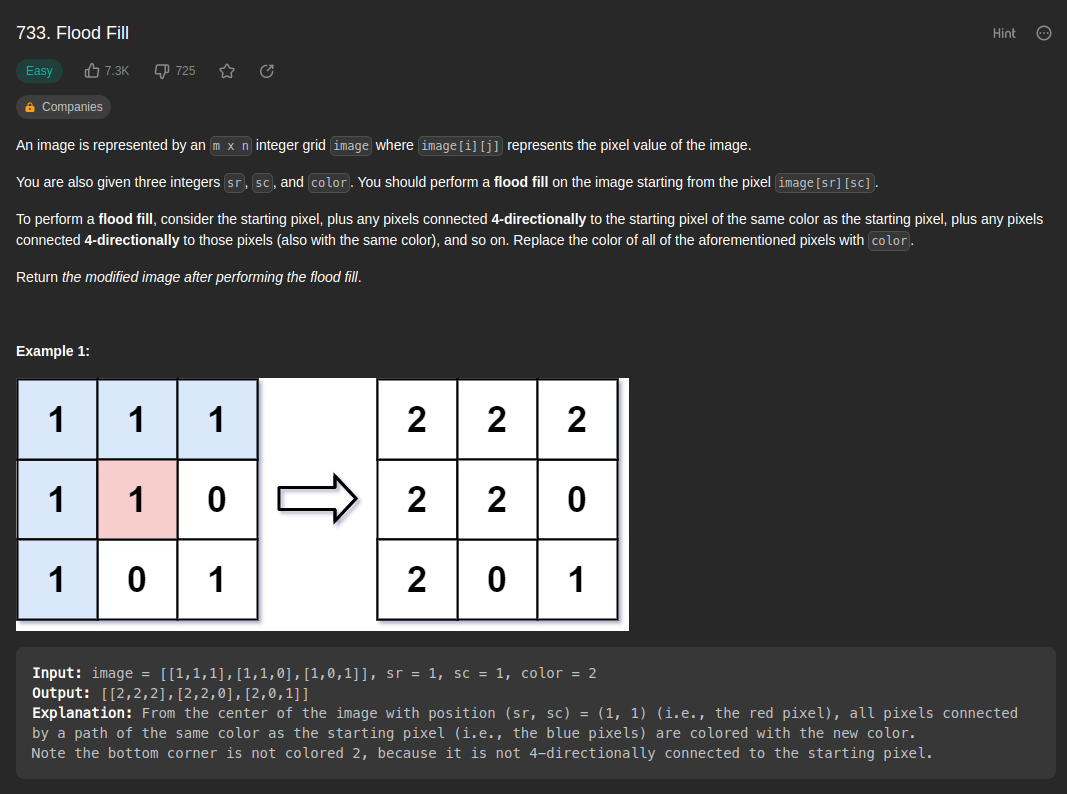 733. Flood Fill
Hint
Easy 7.3K 725
Companies
An image is represented by an m x n integer grid image where image[i][j] represents the pixel value of the image.
You are also given three integers sr, sc, and color. You should perform a flood fill on the image starting from the pixel image[sr][sc].
To perform a flood fill, consider the starting pixel, plus any pixels connected 4-directionally to the starting pixel of the same color as the starting pixel, plus any pixels
connected 4-directionally to those pixels (also with the same color), and so on. Replace the color of all of the aforementioned pixels with color.
Return the modified image after performing the flood fill.
Example 1:
1 1 1 2 2 2
1 1 0 2 2 0
1 0 1 2 0 1
Input: image = [[1,1,1],[1,1,0],[1,0,1]], sr = 1, sc = 1, color = 2
Output: [[2,2,2],[2,2,0],[2,0,1]]
Explanation: From the center of the image with position (sr, sc) = (1, 1) (i.e., the red pixel), all pixels connected
by a path of the same color as the starting pixel (i.e., the blue pixels) are colored with the new color.
Note the bottom corner is not colored 2, because it is not 4-directionally connected to the starting pixel.